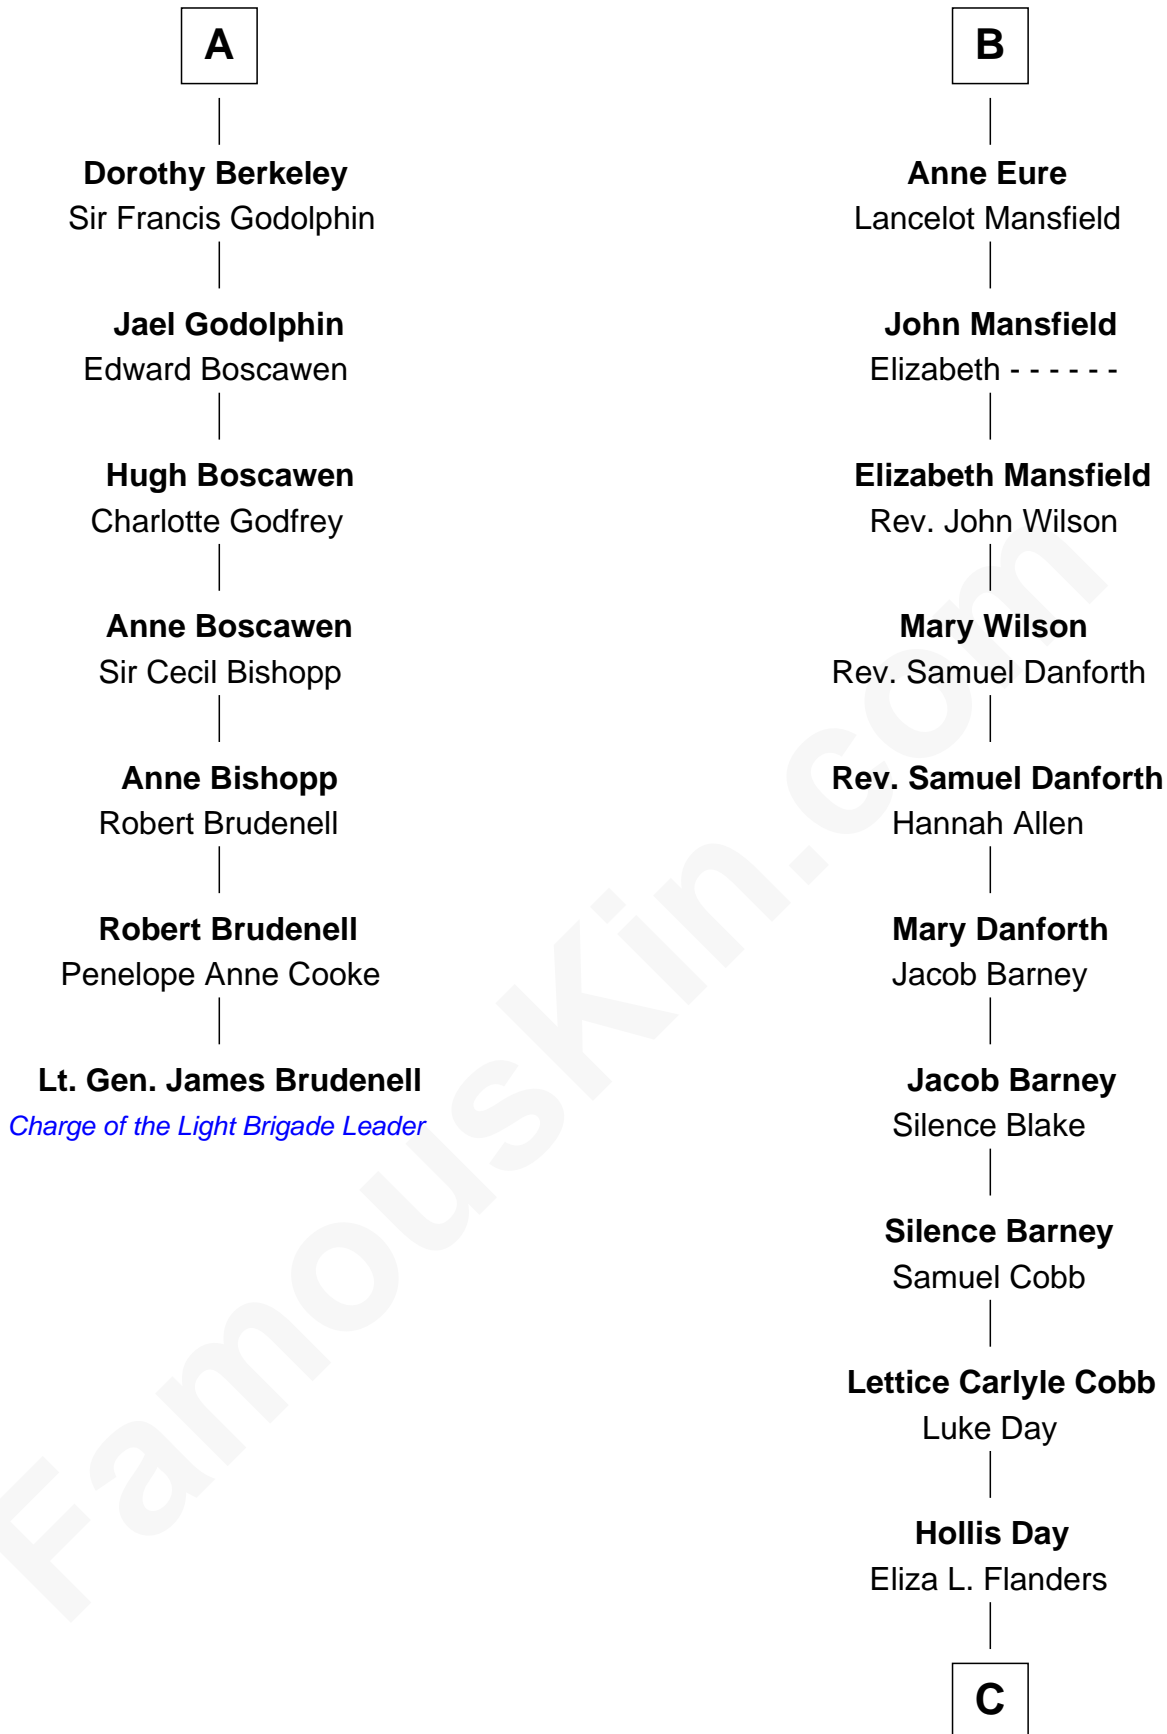 A
Dorothy Berkeley
Sir Francis Godolphin
Jael Godolphin
Edward Boscawen
Hugh Boscawen
Charlotte Godfrey
Anne Boscawen
Sir Cecil Bishopp
Anne Bishopp
Robert Brudenell
Robert Brudenell
Penelope Anne Cooke
Lt. Gen. James Brudenell
Charge of the Light Brigade Leader
B
Anne Eure
Lancelot Mansfield
John Mansfield
Elizabeth - - - - - -
Elizabeth Mansfield
Rev. John Wilson
Mary Wilson
Rev. Samuel Danforth
Rev. Samuel Danforth
Hannah Allen
Mary Danforth
Jacob Barney
Jacob Barney
Silence Blake
Silence Barney
Samuel Cobb
Lettice Carlyle Cobb
Luke Day
Hollis Day
Eliza L. Flanders
C
FamousKin.com